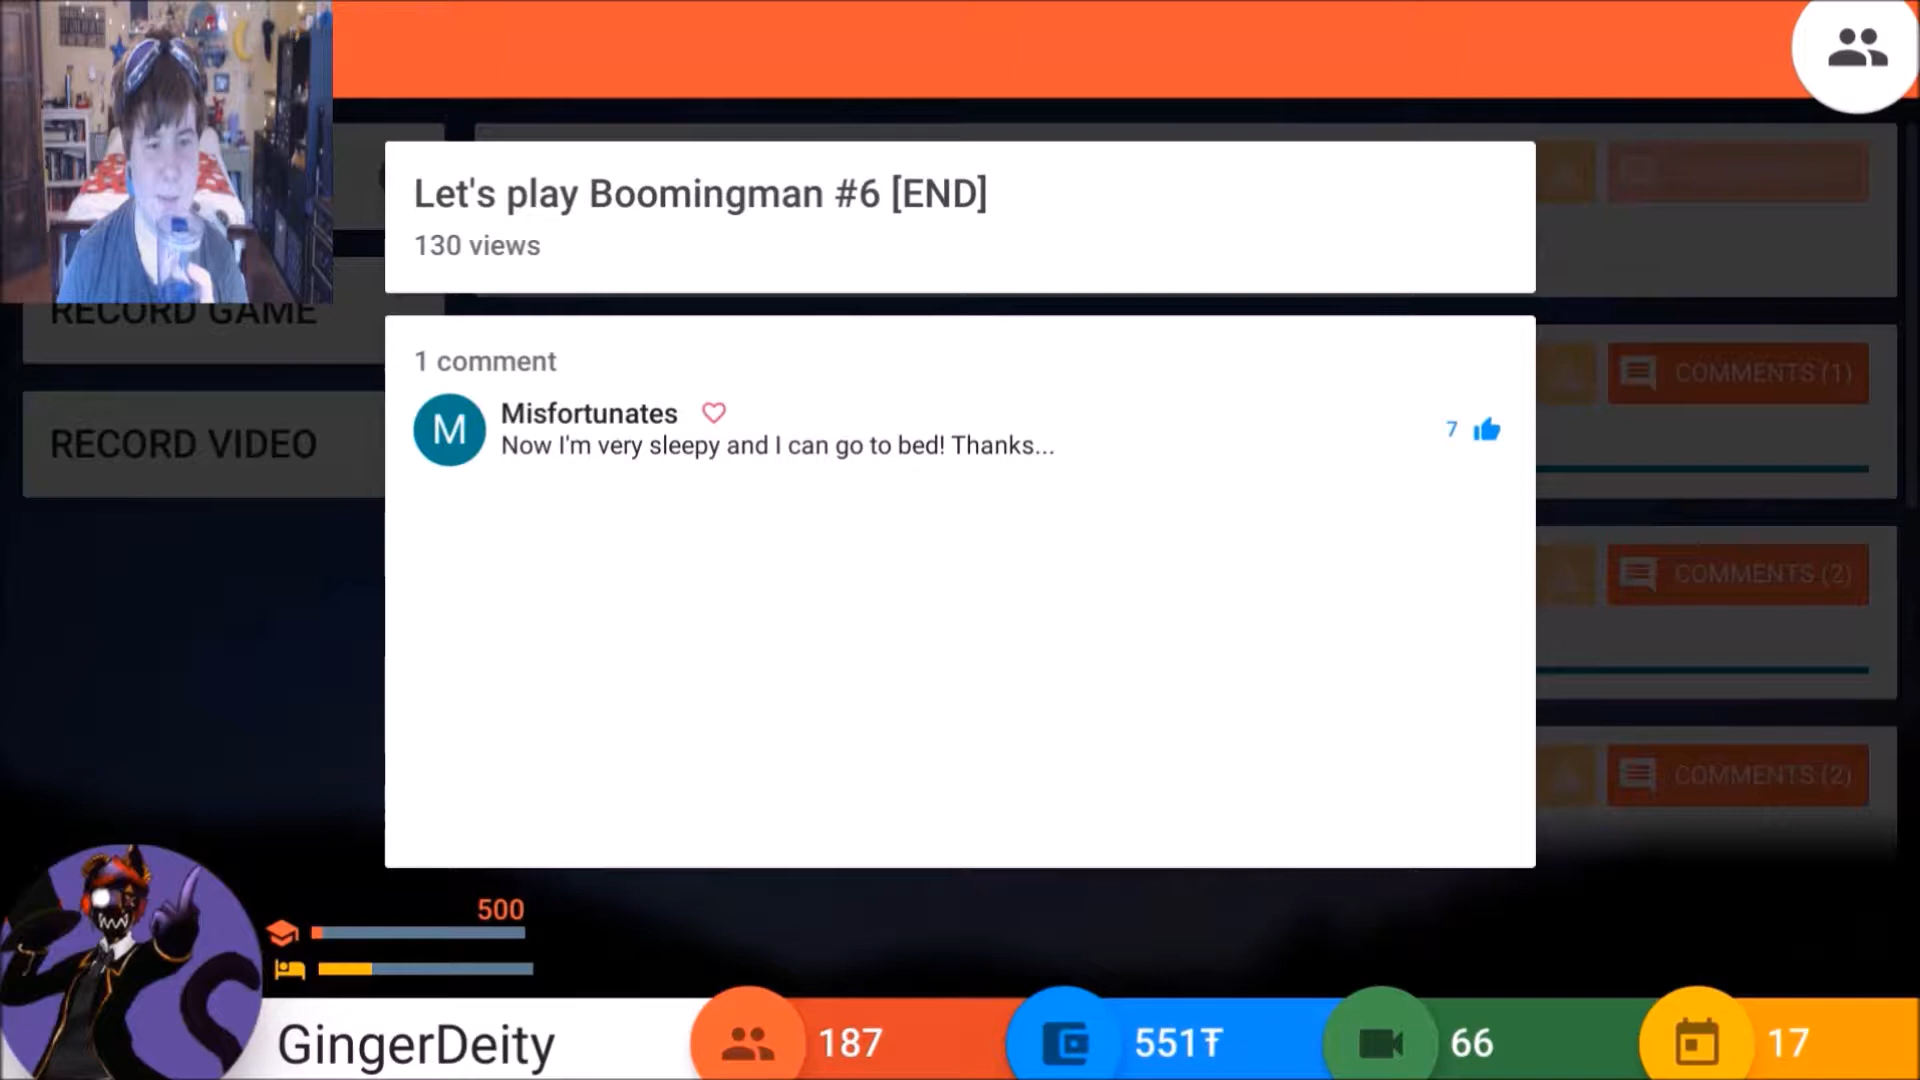 Let's play Boomingman #6 [END]
130 views
RECORD GAME
RECORD VIDEO
1 comment
M
Misfortunates
Now I'm very sleepy and I can go to bed! Thanks...
7
COMMENTS (1)
COMMENTS (2)
COMMENTS (2)
500
GingerDeity
187
551Ŧ
66
17